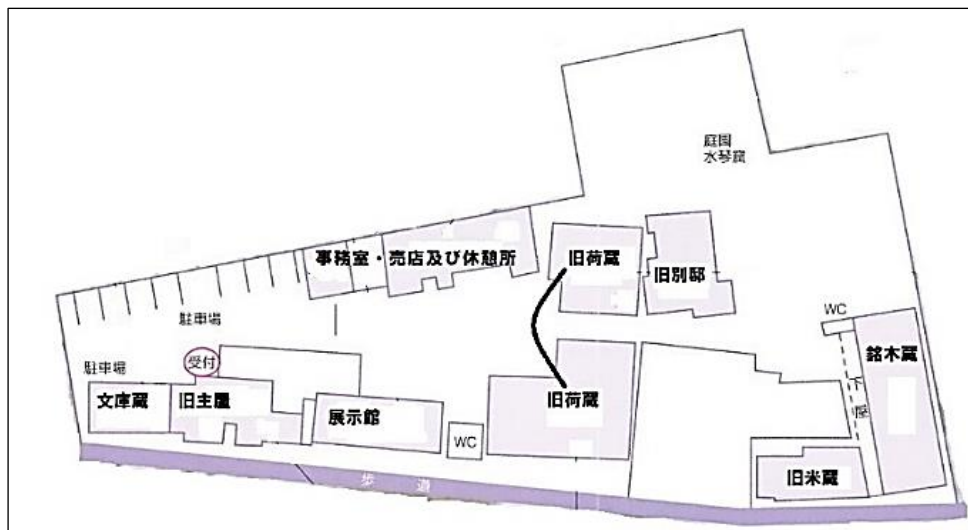 庭園
水琴窟
事務室・売店及び休憩所
旧荷蔵
旧別邸
駐車場
WC
銘木蔵
受付
駐車場
下屋
文庫蔵
旧主屋
展示館
旧荷蔵
WC
旧米蔵
歩道